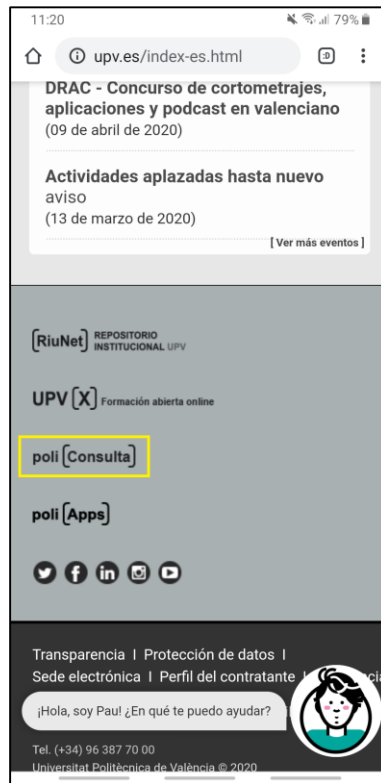 11:20 79%
upv.es/index-es.html :D
DRAC - Concurso de cortometrajes,
aplicaciones y podcast en valenciano
(09 de abril de 2020)
Actividades aplazadas hasta nuevo
aviso
(13 de marzo de 2020)
[ Ver más eventos ]
[RiuNet] REPOSITORIO
INSTITUCIONAL UPV
UPV [X] Formación abierta online
poli [Consulta]
poli [Apps]
Transparencia I Protección de datos I
Sede electrónica I Perfil del contratante I
¡Hola, soy Pau! ¿En qué te puedo ayudar?
Tel. (+34) 96 387 70 00
Universitat Politècnica de València © 2020